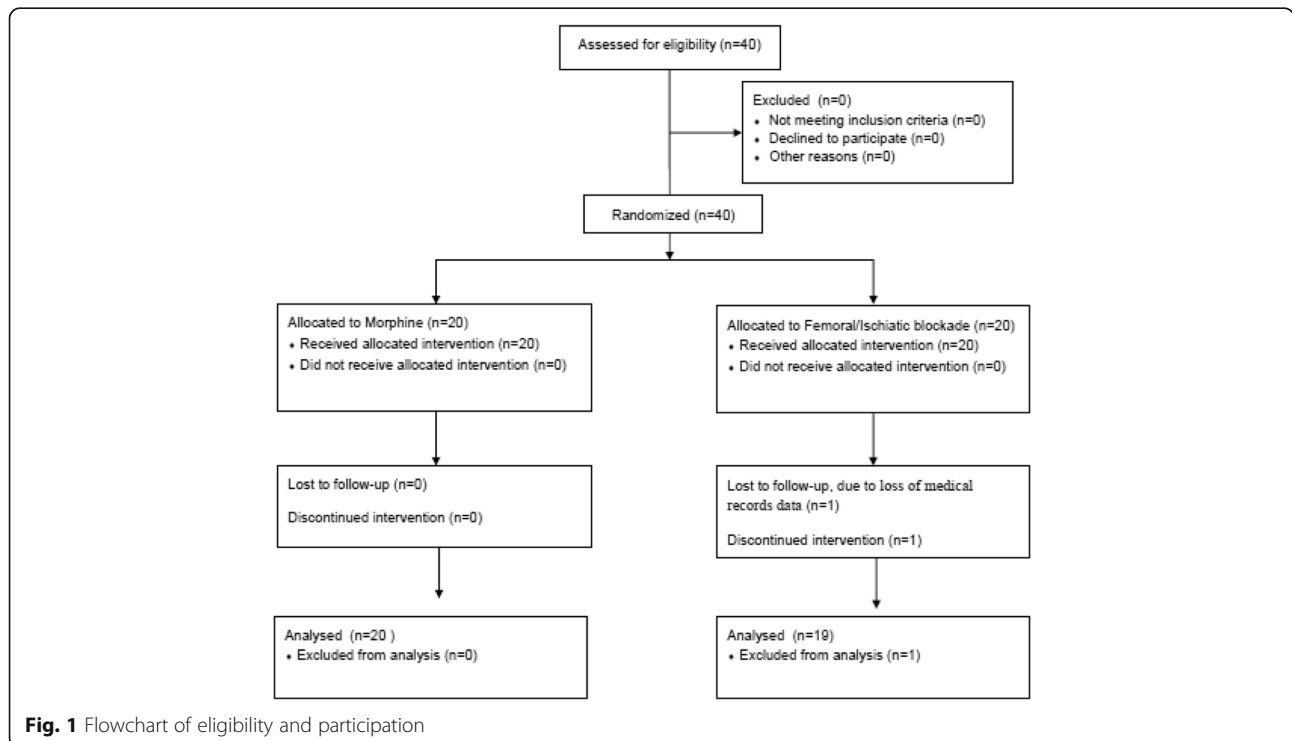 Assessed for eligibility (n=40)
Excluded (n=0)
• Not meeting inclusion criteria (n=0)
• Declined to participate (n=0)
• Other reasons (n=0)
Randomized (n=40)
Allocated to Morphine (n=20)
• Received allocated intervention (n=20)
• Did not receive allocated intervention (n=0)
Allocated to Femoral/Ischiatic blockade (n=20)
• Received allocated intervention (n=20)
• Did not receive allocated intervention (n=0)
Lost to follow-up (n=0)
Discontinued intervention (n=0)
Lost to follow-up, due to loss of medical
records data (n=1)
Discontinued intervention (n=1)
Analysed (n=20 )
• Excluded from analysis (n=0)
Analysed (n=19)
• Excluded from analysis (n=1)
Fig. 1 Flowchart of eligibility and participation